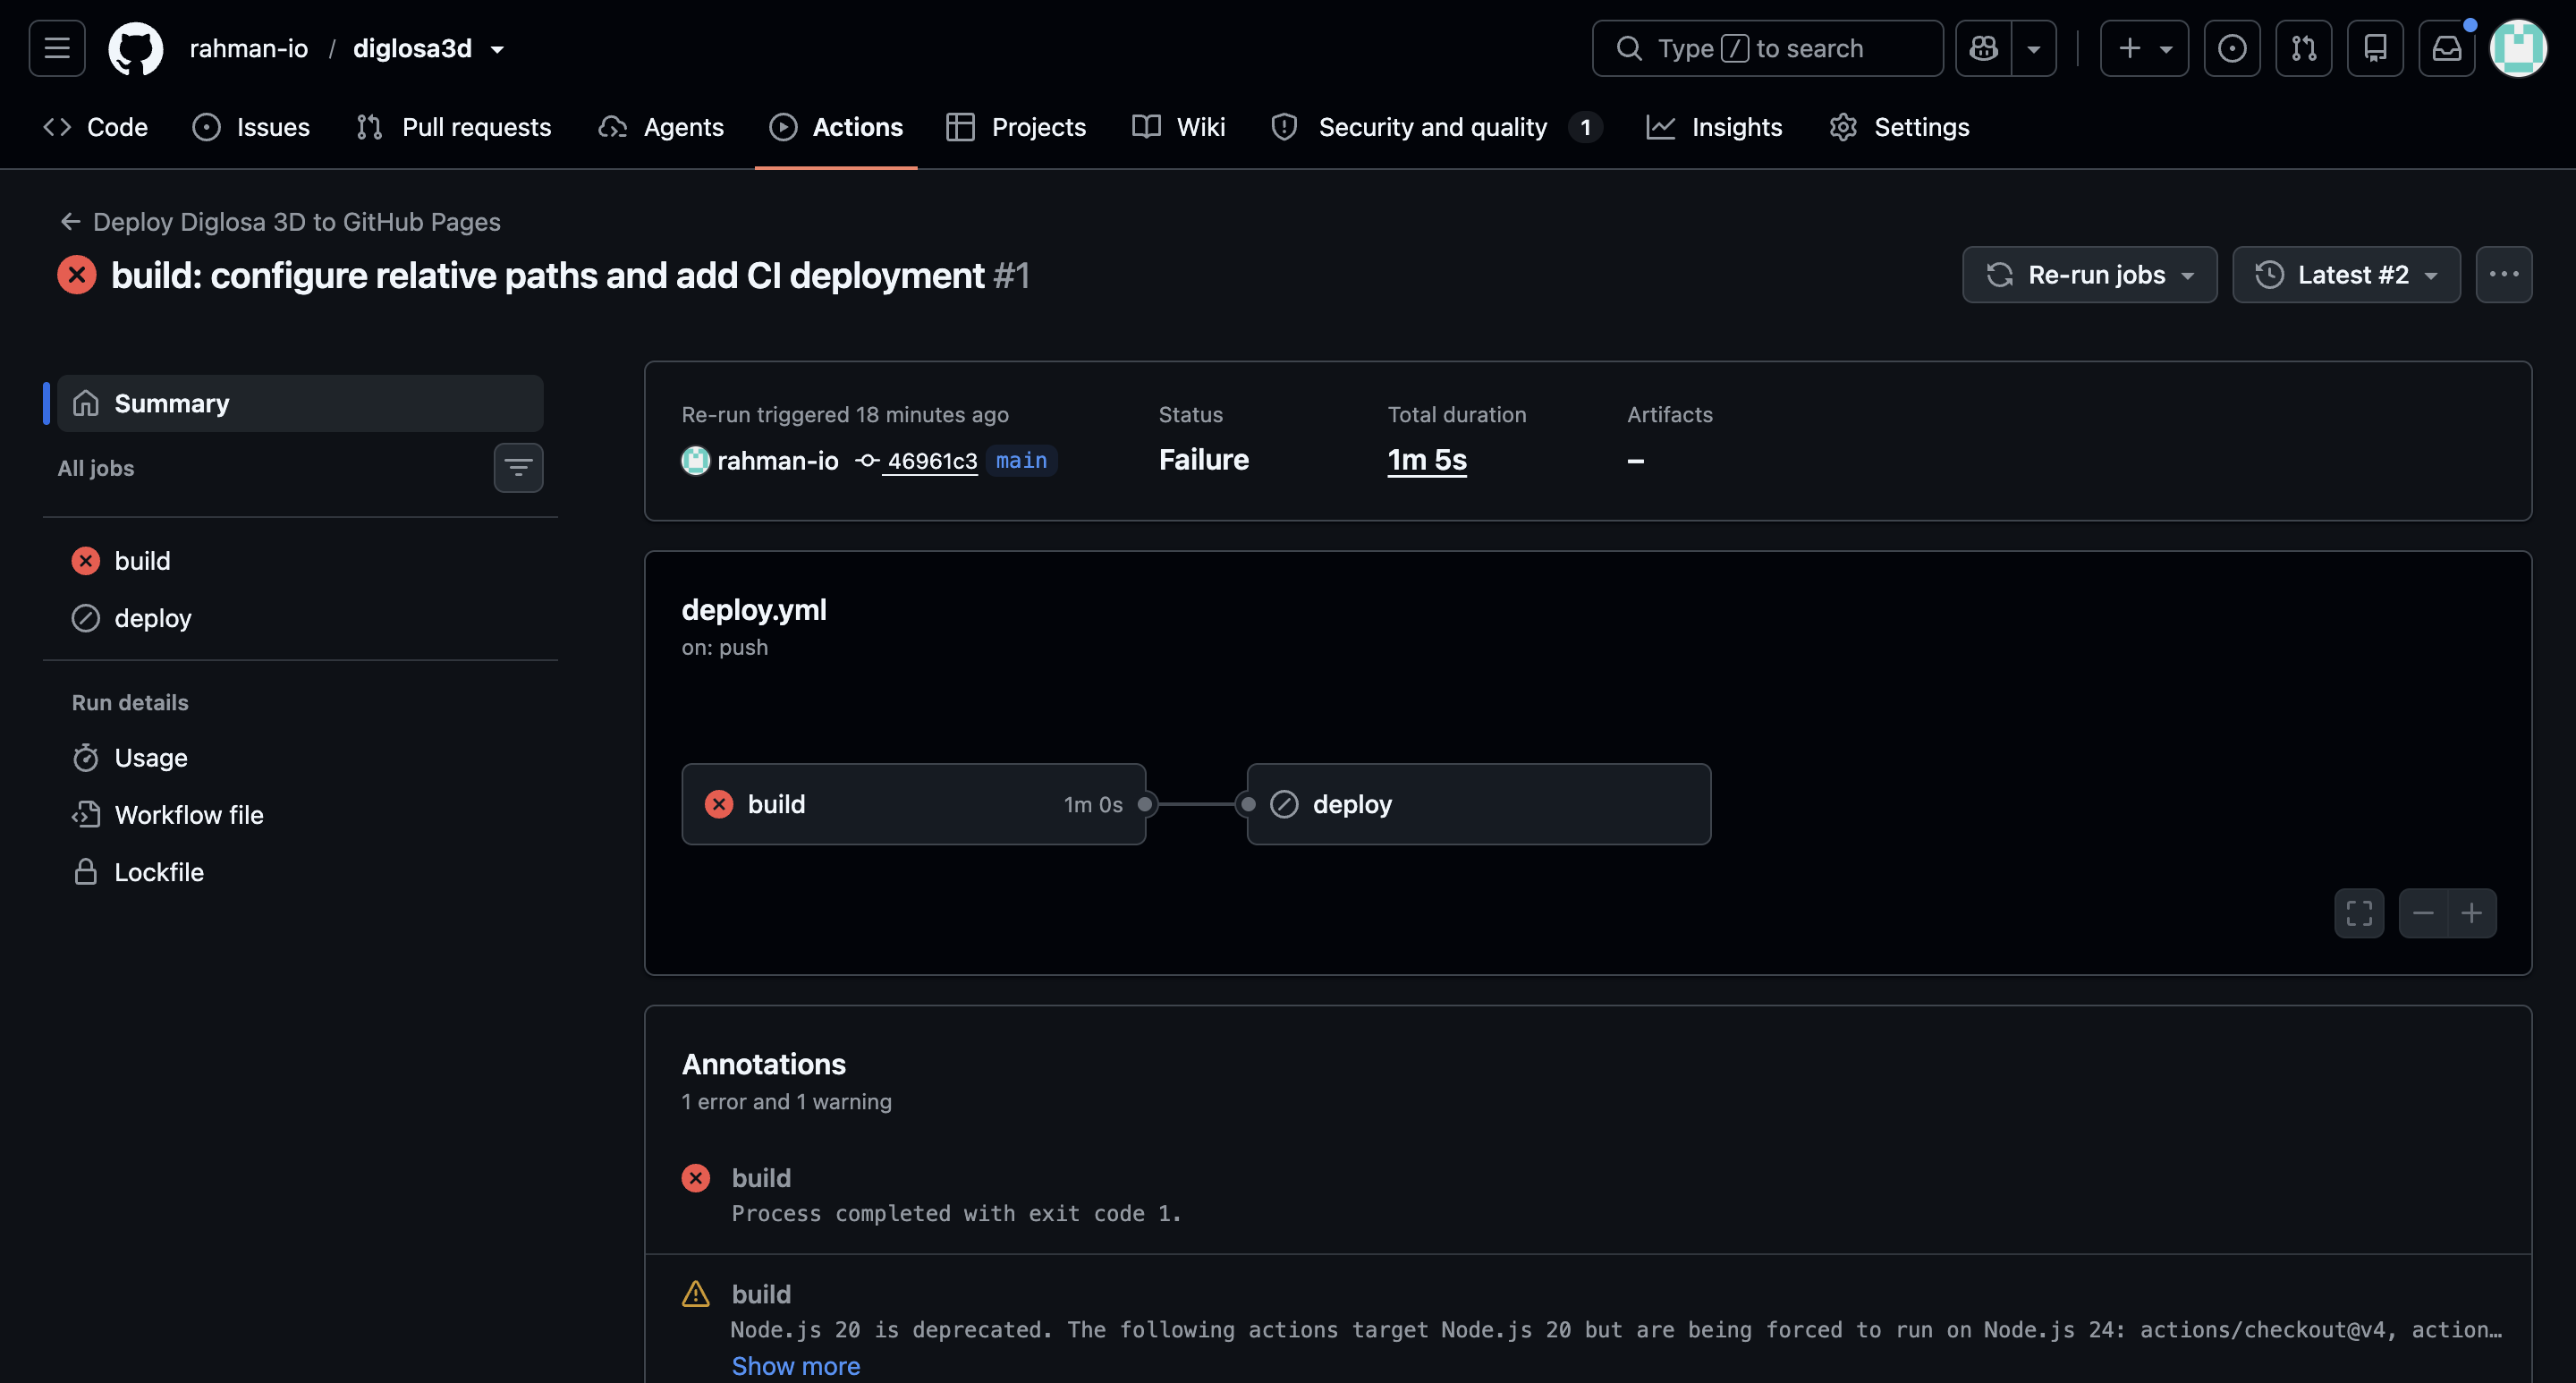 rahman-io / diglosa3d
Type / to search
Code
Issues
Pull requests
Agents
Actions
Projects
Wiki
Security and quality 1
Insights
Settings
Deploy Diglosa 3D to GitHub Pages
build: configure relative paths and add CI deployment #1
Re-run jobs
Latest #2
Summary
All jobs
build
deploy
Run details
Usage
Workflow file
Lockfile
Re-run triggered 18 minutes ago
rahman-io 46961c3 main
Status
Failure
Total duration
1m 5s
Artifacts
–
deploy.yml
on: push
build 1m 0s
deploy
Annotations
1 error and 1 warning
build
Process completed with exit code 1.
build
Node.js 20 is deprecated. The following actions target Node.js 20 but are being forced to run on Node.js 24: actions/checkout@v4, action…
Show more